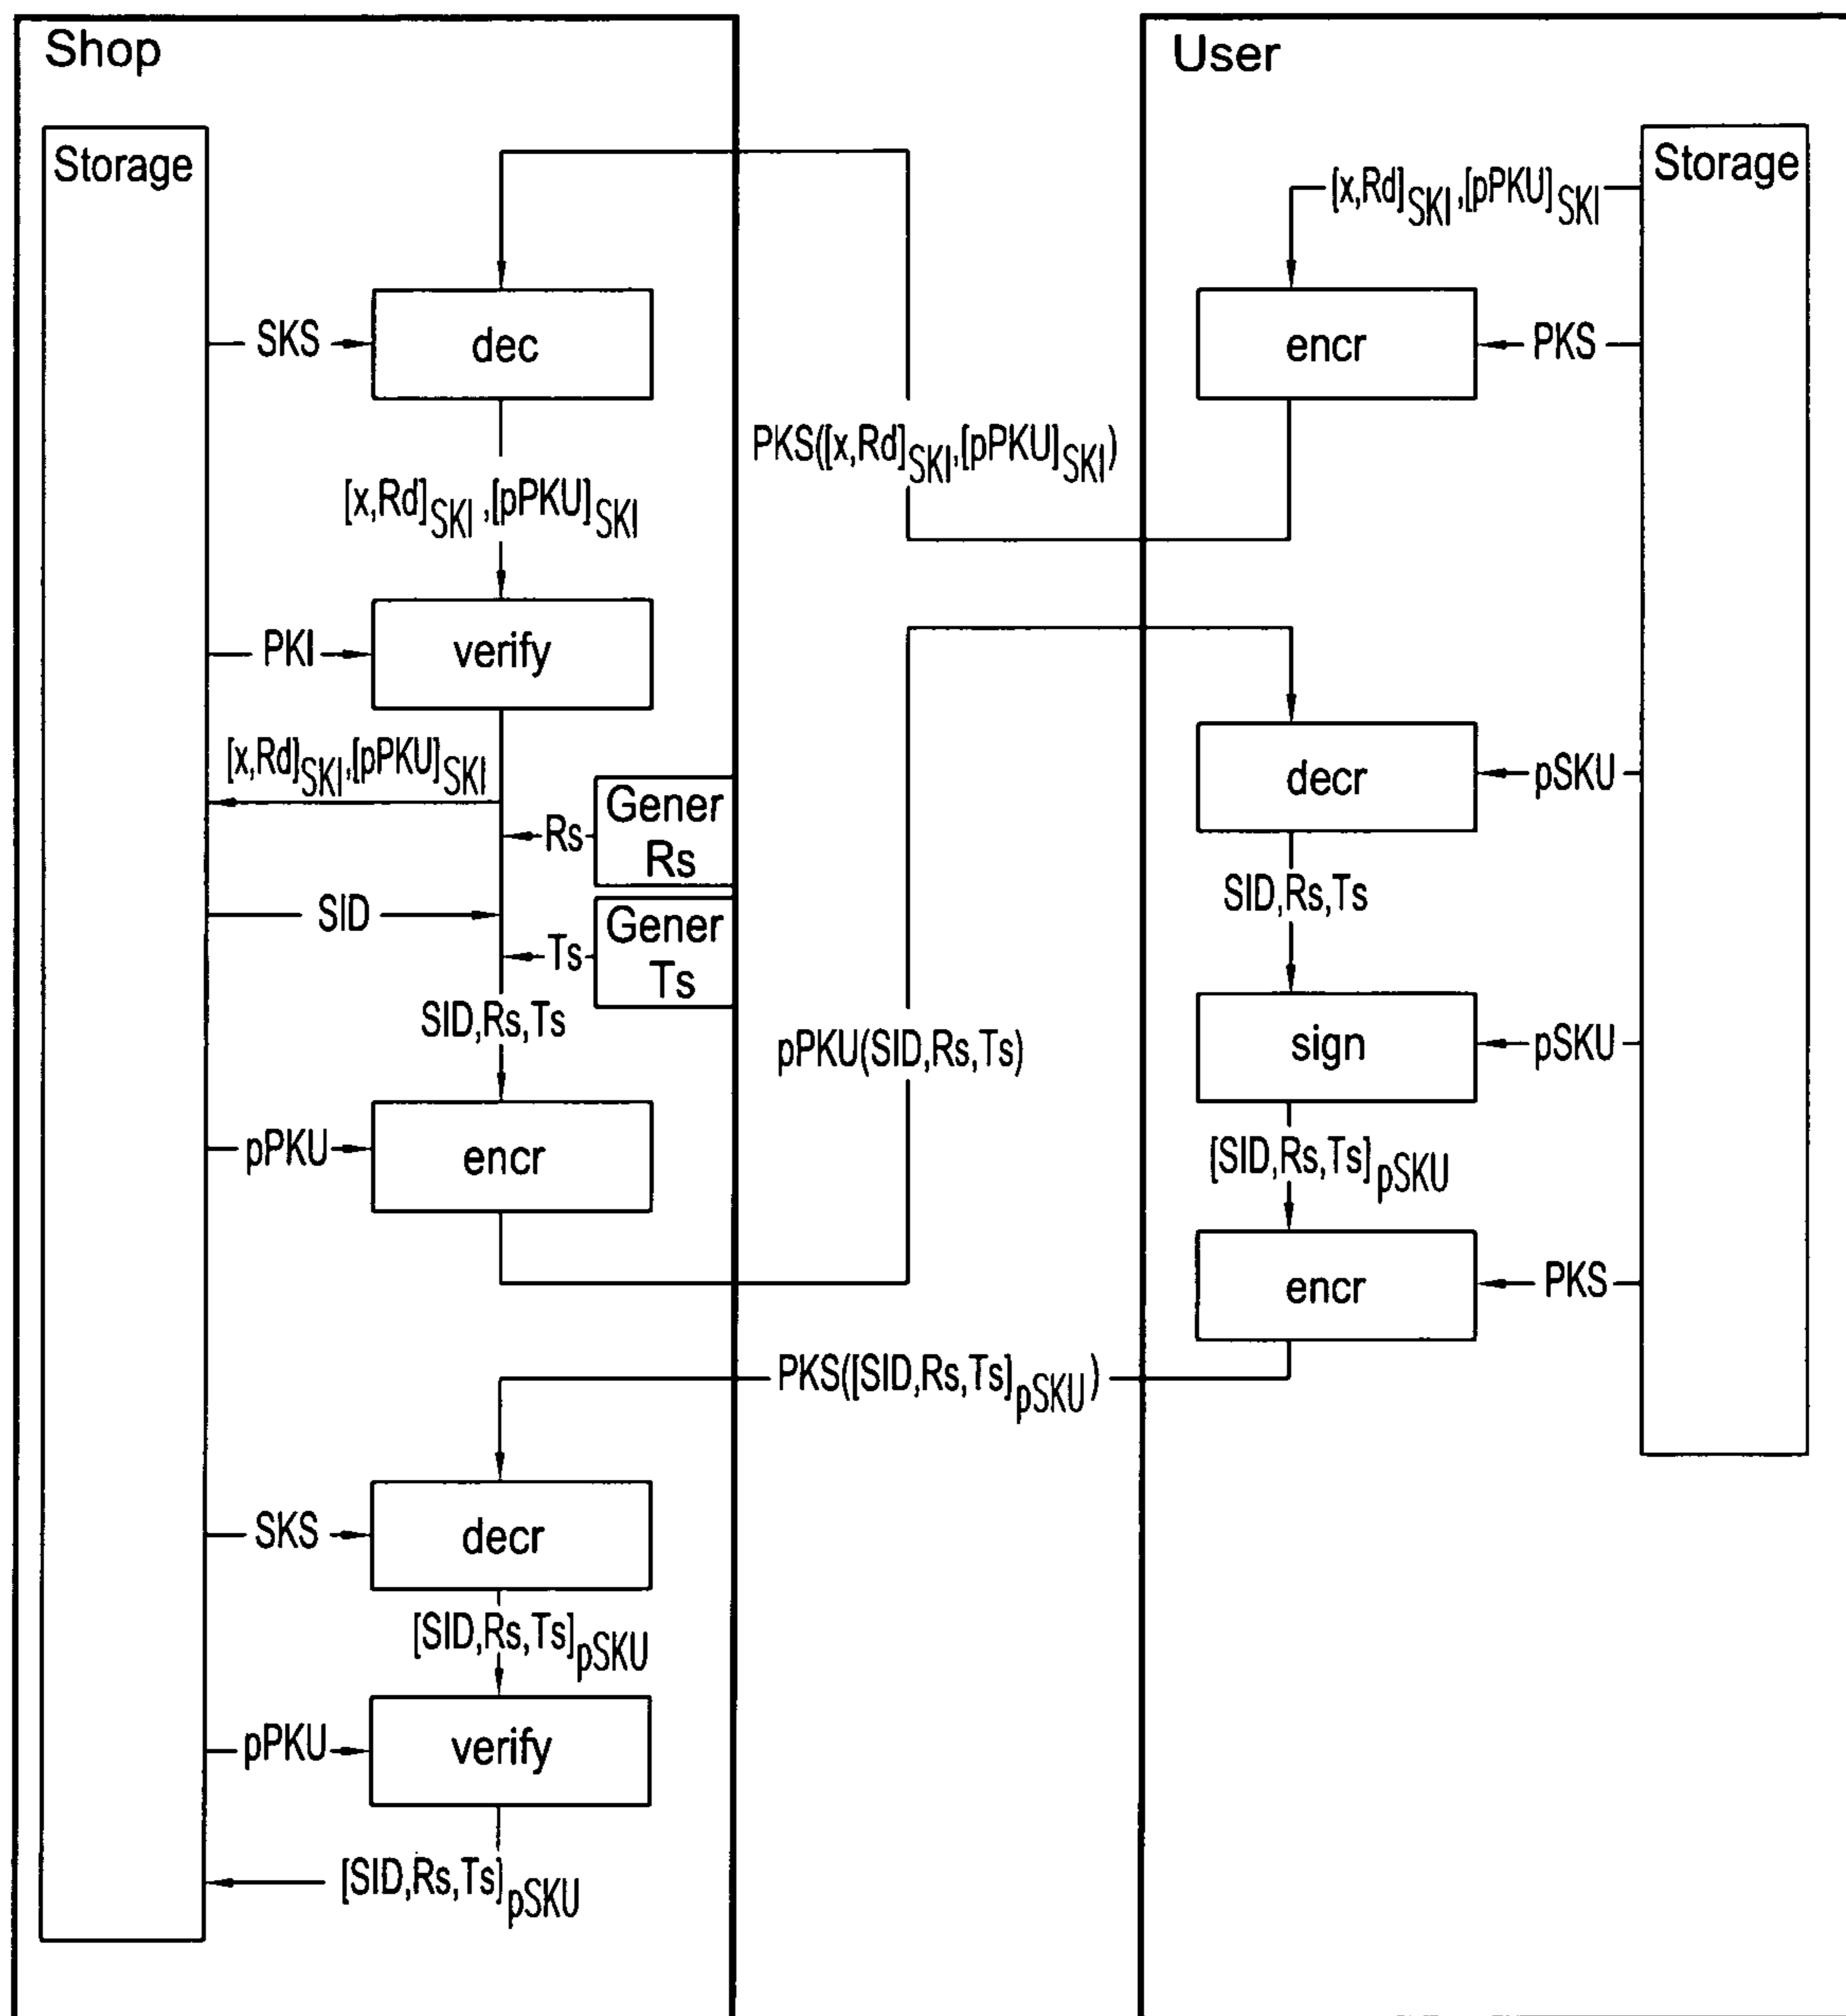 Shop
Storage
SKS
dec
[x,Rd]SKI,[pPKU]SKI
PKI
verify
[x,Rd]SKI,[pPKU]SKI
Rs
Gener
Rs
SID
Ts
Gener
Ts
SID,Rs,Ts
pPKU
encr
SKS
decr
[SID,Rs,Ts]pSKU
pPKU
verify
[SID,Rs,Ts]pSKU
PKS([x,Rd]SKI,[pPKU]SKI)
pPKU(SID,Rs,Ts)
PKS([SID,Rs,Ts]pSKU)
User
Storage
[x,Rd]SKI,[pPKU]SKI
encr
PKS
decr
pSKU
SID,Rs,Ts
sign
pSKU
[SID,Rs,Ts]pSKU
encr
PKS